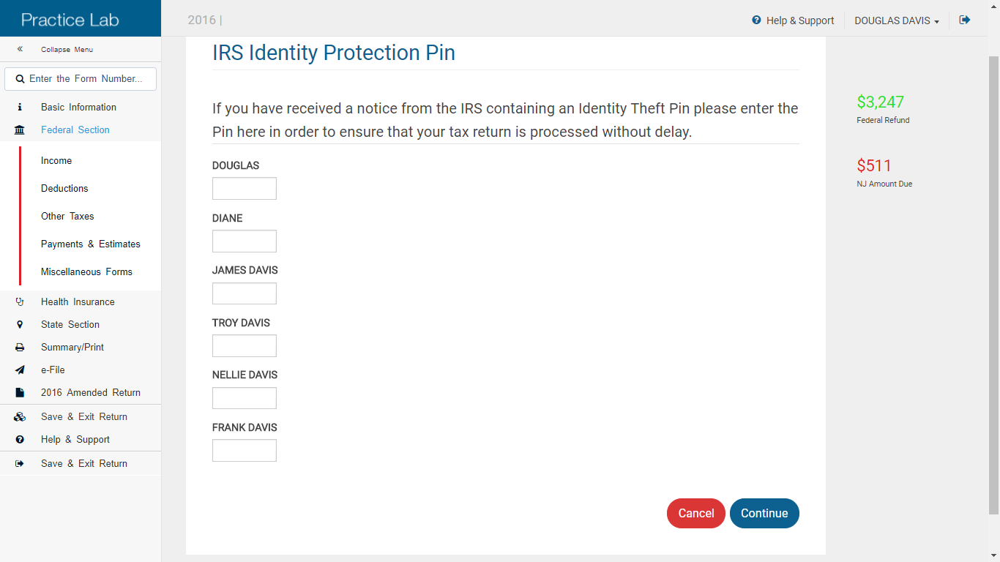 Practice Lab
2016 |
Help & Support
DOUGLAS DAVIS
Collapse Menu
Enter the Form Number...
Basic Information
Federal Section
Income
Deductions
Other Taxes
Payments & Estimates
Miscellaneous Forms
Health Insurance
State Section
Summary/Print
e-File
2016 Amended Return
Save & Exit Return
Help & Support
Save & Exit Return
IRS Identity Protection Pin
If you have received a notice from the IRS containing an Identity Theft Pin please enter the
Pin here in order to ensure that your tax return is processed without delay.
DOUGLAS
DIANE
JAMES DAVIS
TROY DAVIS
NELLIE DAVIS
FRANK DAVIS
Cancel
Continue
$3,247
Federal Refund
$511
NJ Amount Due